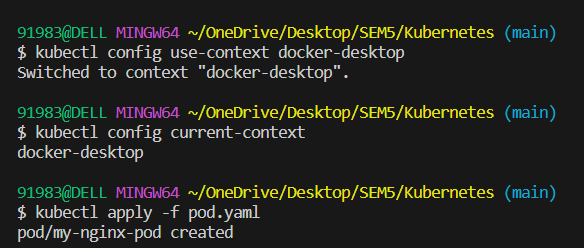 91983@DELL MINGW64 ~/OneDrive/Desktop/SEM5/Kubernetes (main)
$ kubectl config use-context docker-desktop
Switched to context "docker-desktop".
91983@DELL MINGW64 ~/OneDrive/Desktop/SEM5/Kubernetes (main)
$ kubectl config current-context
docker-desktop
91983@DELL MINGW64 ~/OneDrive/Desktop/SEM5/Kubernetes (main)
$ kubectl apply -f pod.yaml
pod/my-nginx-pod created